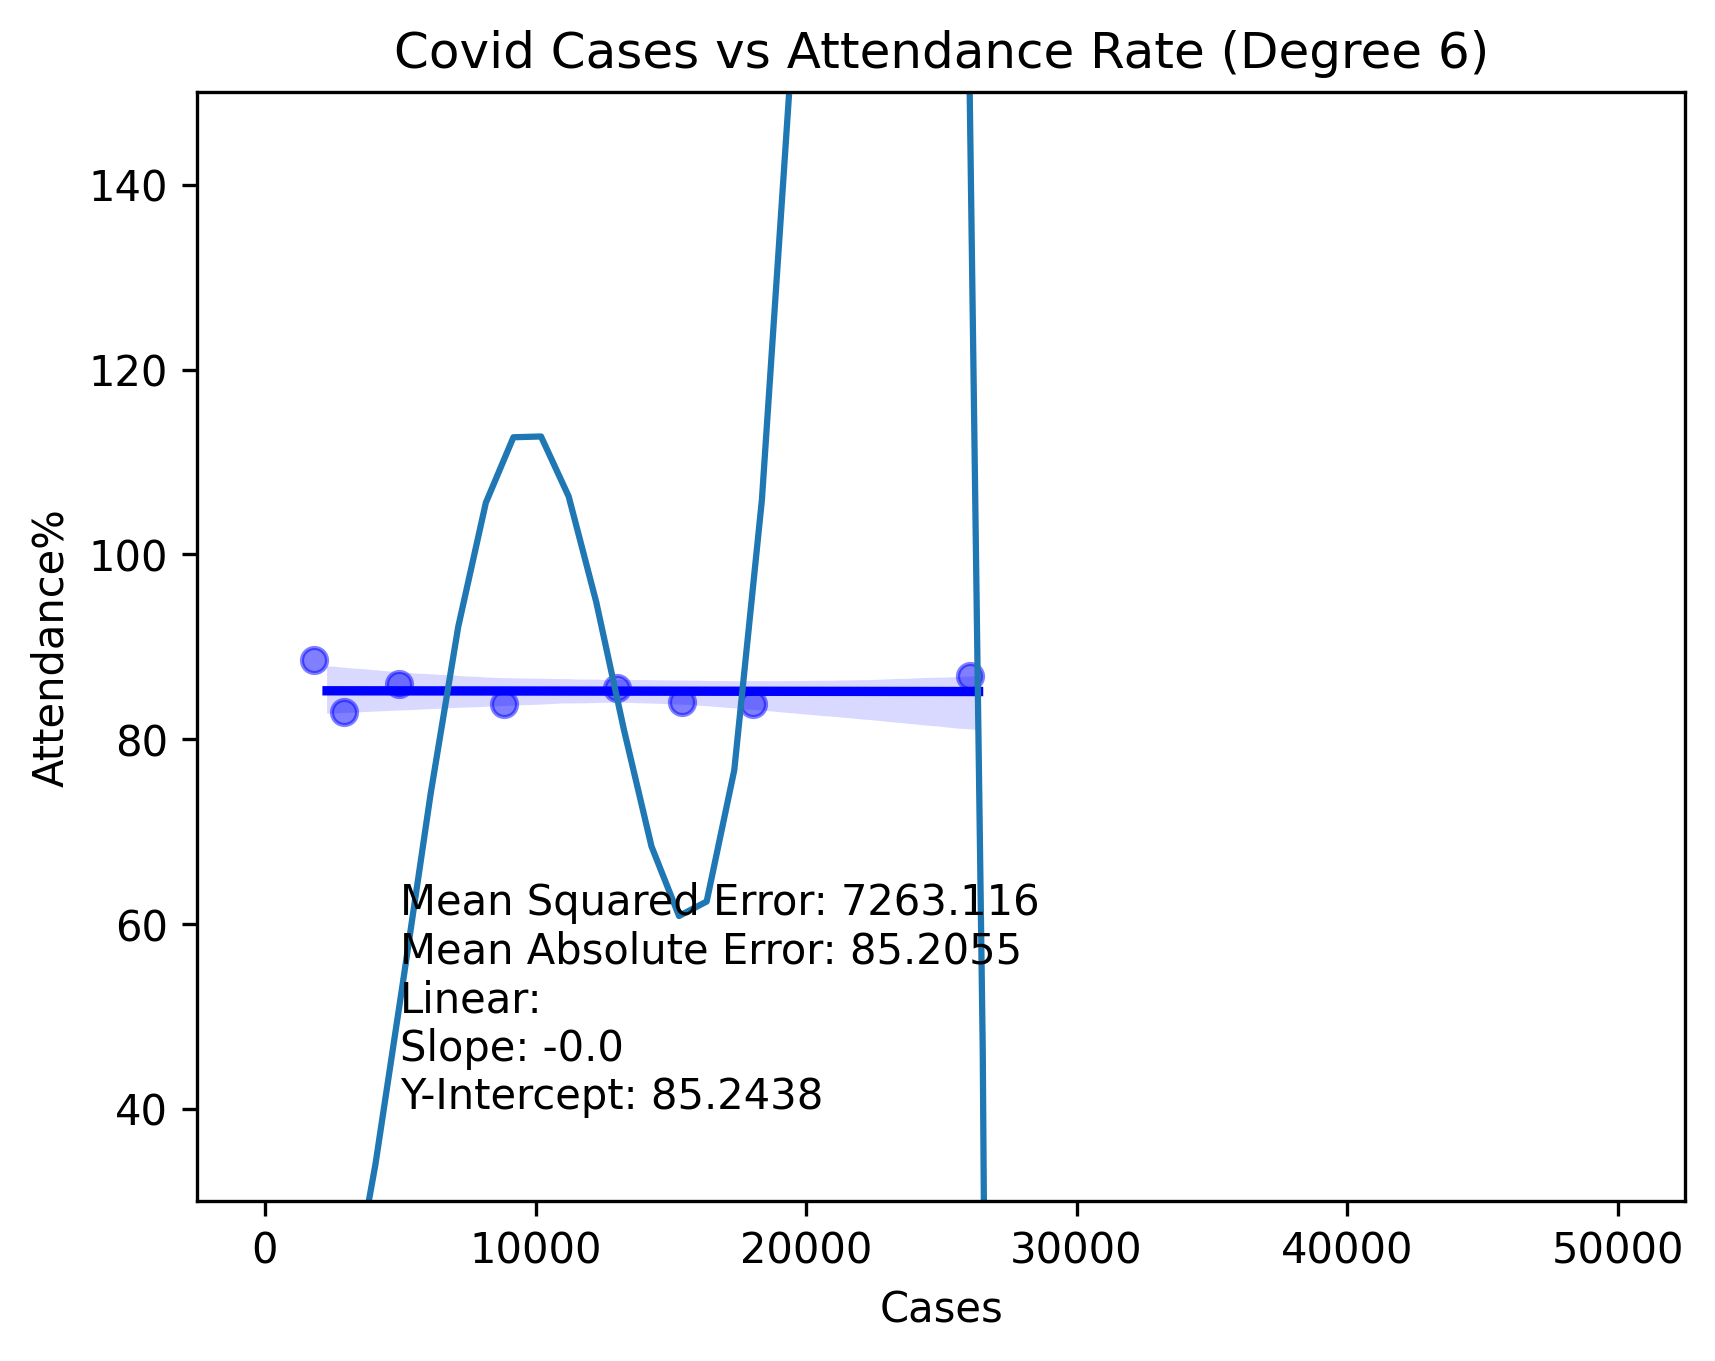 Covid Cases vs Attendance Rate (Degree 6)
Attendance%
140
120
100
80
60
40
Mean Squared Error: 7263.116
Mean Absolute Error: 85.2055
Linear:
Slope: -0.0
Y-Intercept: 85.2438
0 10000 20000 30000 40000 50000
Cases